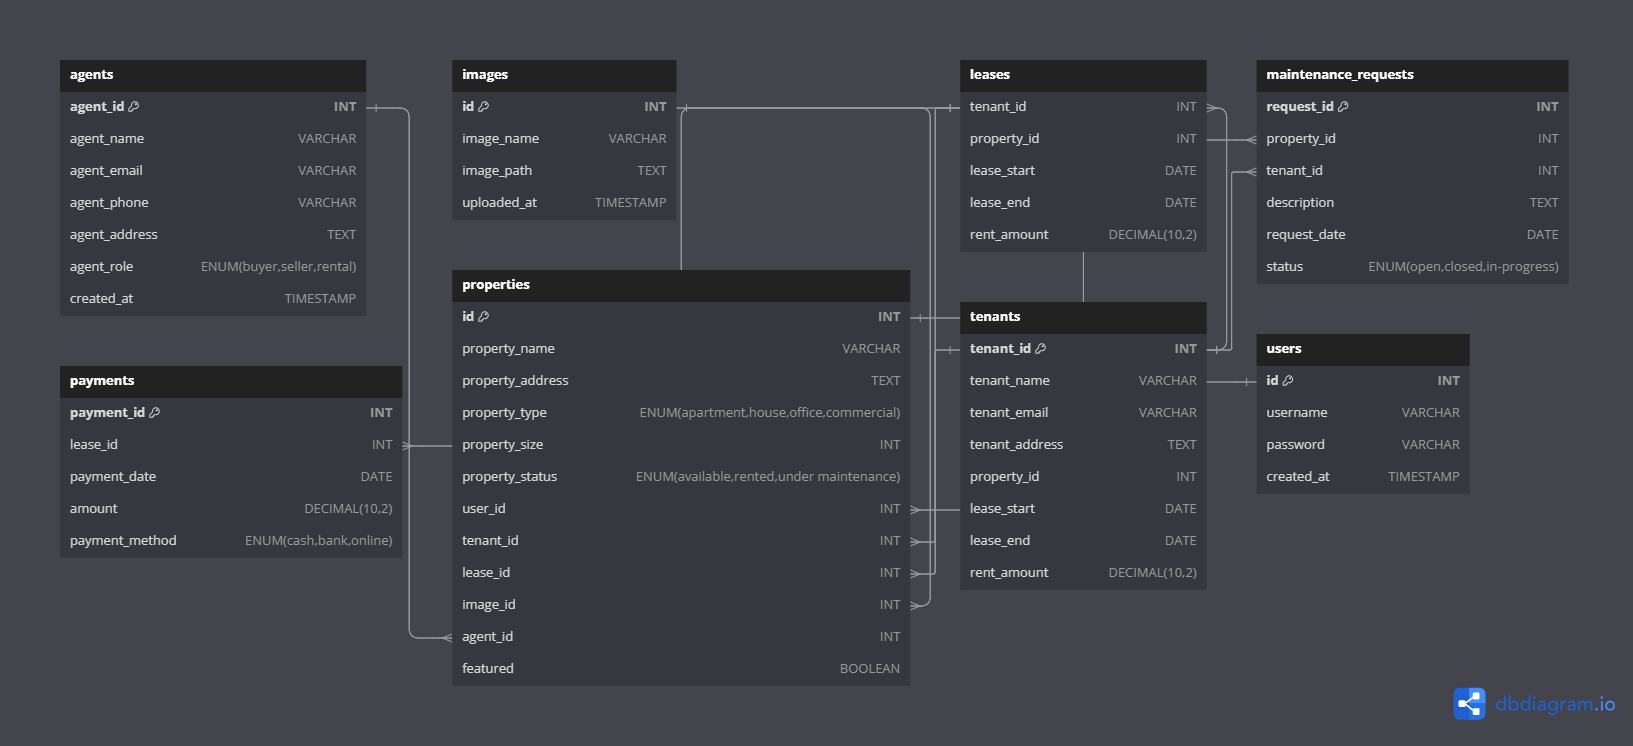 agents
agent_id INT
agent_name VARCHAR
agent_email VARCHAR
agent_phone VARCHAR
agent_address TEXT
agent_role ENUM(buyer,seller,rental)
created_at TIMESTAMP
payments
payment_id INT
lease_id INT
payment_date DATE
amount DECIMAL(10,2)
payment_method ENUM(cash,bank,online)
images
id INT
image_name VARCHAR
image_path TEXT
uploaded_at TIMESTAMP
properties
id INT
property_name VARCHAR
property_address TEXT
property_type ENUM(apartment,house,office,commercial)
property_size INT
property_status ENUM(available,rented,under maintenance)
user_id INT
tenant_id INT
lease_id INT
image_id INT
agent_id INT
featured BOOLEAN
leases
tenant_id INT
property_id INT
lease_start DATE
lease_end DATE
rent_amount DECIMAL(10,2)
tenants
tenant_id INT
tenant_name VARCHAR
tenant_email VARCHAR
tenant_address TEXT
property_id INT
lease_start DATE
lease_end DATE
rent_amount DECIMAL(10,2)
maintenance_requests
request_id INT
property_id INT
tenant_id INT
description TEXT
request_date DATE
status ENUM(open,closed,in-progress)
users
id INT
username VARCHAR
password VARCHAR
created_at TIMESTAMP
dbdiagram.io